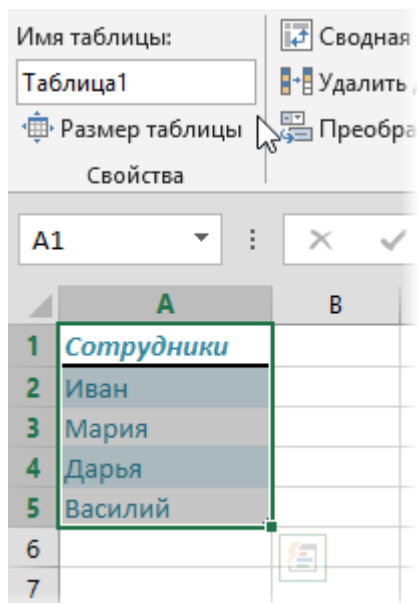 Имя таблицы:
Таблица1
Размер таблицы
Свойства
Сводная
Удалить
Преобра
A1
A
B
1 Сотрудники
2 Иван
3 Мария
4 Дарья
5 Василий
6
7